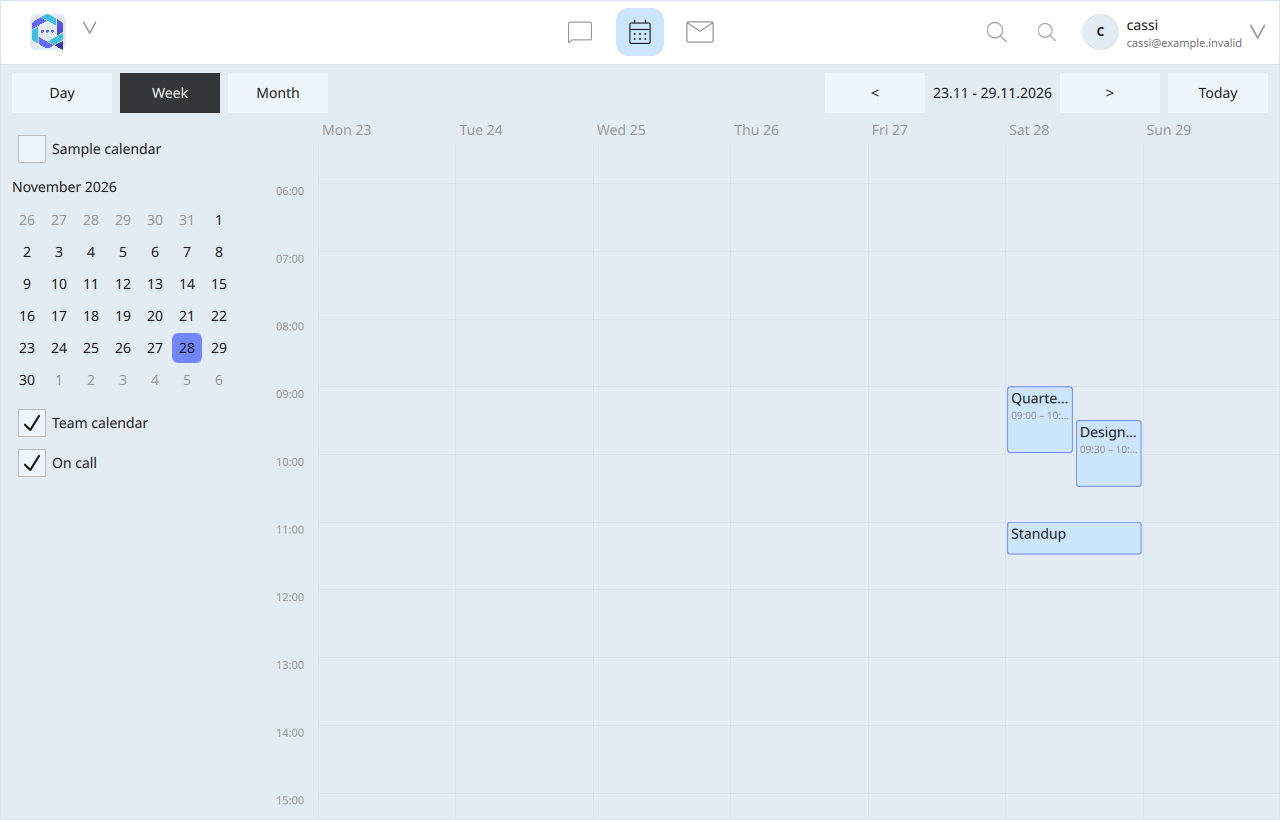 cassi
C
cassi@example.invalid
Day
Week
Month
<
23.11 - 29.11.2026
>
Today
Mon 23
Tue 24
Wed 25
Thu 26
Fri 27
Sat 28
Sun 29
Sample calendar
November 2026
26 27 28 29 30 31 1
2 3 4 5 6 7 8
9 10 11 12 13 14 15
16 17 18 19 20 21 22
23 24 25 26 27 28 29
30 1 2 3 4 5 6
Team calendar
On call
06:00
07:00
08:00
09:00
10:00
11:00
12:00
13:00
14:00
15:00
Quarte...
09:00 – 10:...
Design...
09:30 – 10:...
Standup